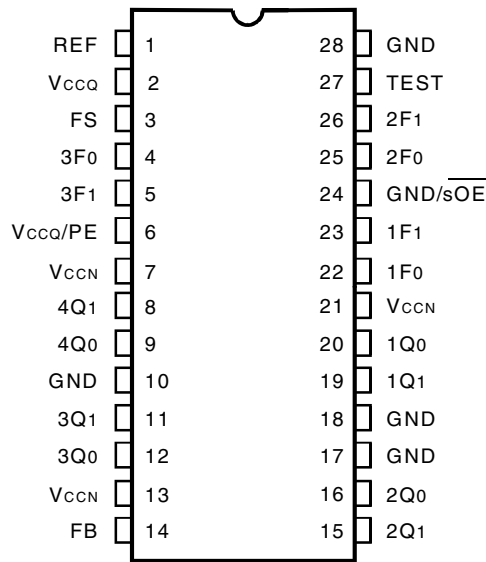 REF 1 28 GND
VCCQ 2 27 TEST
FS 3 26 2F1
3F0 4 25 2F0
3F1 5 24 GND/sOE
VCCQ/PE 6 23 1F1
VCCN 7 22 1F0
4Q1 8 21 VCCN
4Q0 9 20 1Q0
GND 10 19 1Q1
3Q1 11 18 GND
3Q0 12 17 GND
VCCN 13 16 2Q0
FB 14 15 2Q1